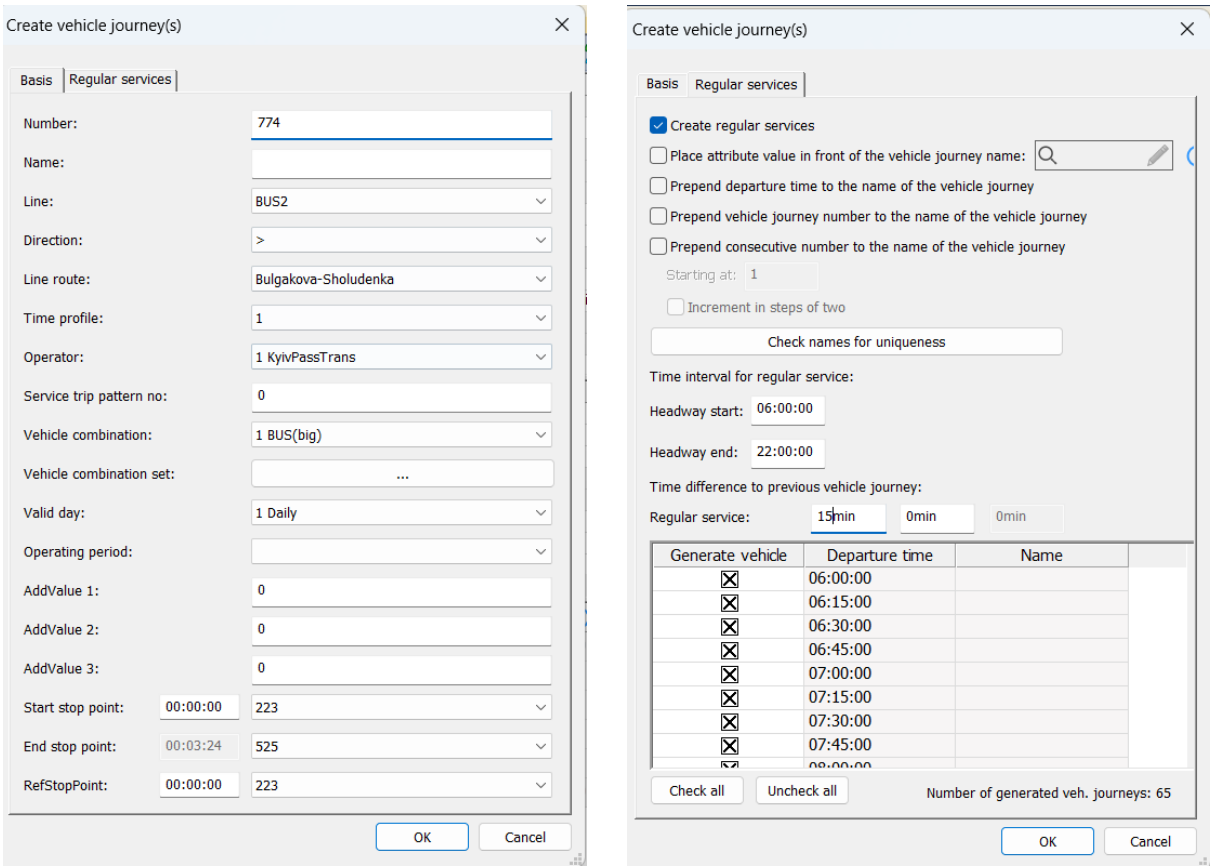 Create vehicle journey(s)
Basis Regular services
Number: 774
Name:
Line: BUS2
Direction: >
Line route: Bulgakova-Sholudenka
Time profile: 1
Operator: 1 KyivPassTrans
Service trip pattern no: 0
Vehicle combination: 1 BUS(big)
Vehicle combination set: ...
Valid day: 1 Daily
Operating period:
AddValue 1: 0
AddValue 2: 0
AddValue 3: 0
Start stop point: 00:00:00 223
End stop point: 00:03:24 525
RefStopPoint: 00:00:00 223
OK Cancel
Create vehicle journey(s)
Basis Regular services
Create regular services
Place attribute value in front of the vehicle journey name:
Prepend departure time to the name of the vehicle journey
Prepend vehicle journey number to the name of the vehicle journey
Prepend consecutive number to the name of the vehicle journey
Starting at: 1
Increment in steps of two
Check names for uniqueness
Time interval for regular service:
Headway start: 06:00:00
Headway end: 22:00:00
Time difference to previous vehicle journey:
Regular service: 15min 0min 0min
Generate vehicle Departure time Name
06:00:00
06:15:00
06:30:00
06:45:00
07:00:00
07:15:00
07:30:00
07:45:00
08:00:00
Check all Uncheck all Number of generated veh. journeys: 65
OK Cancel